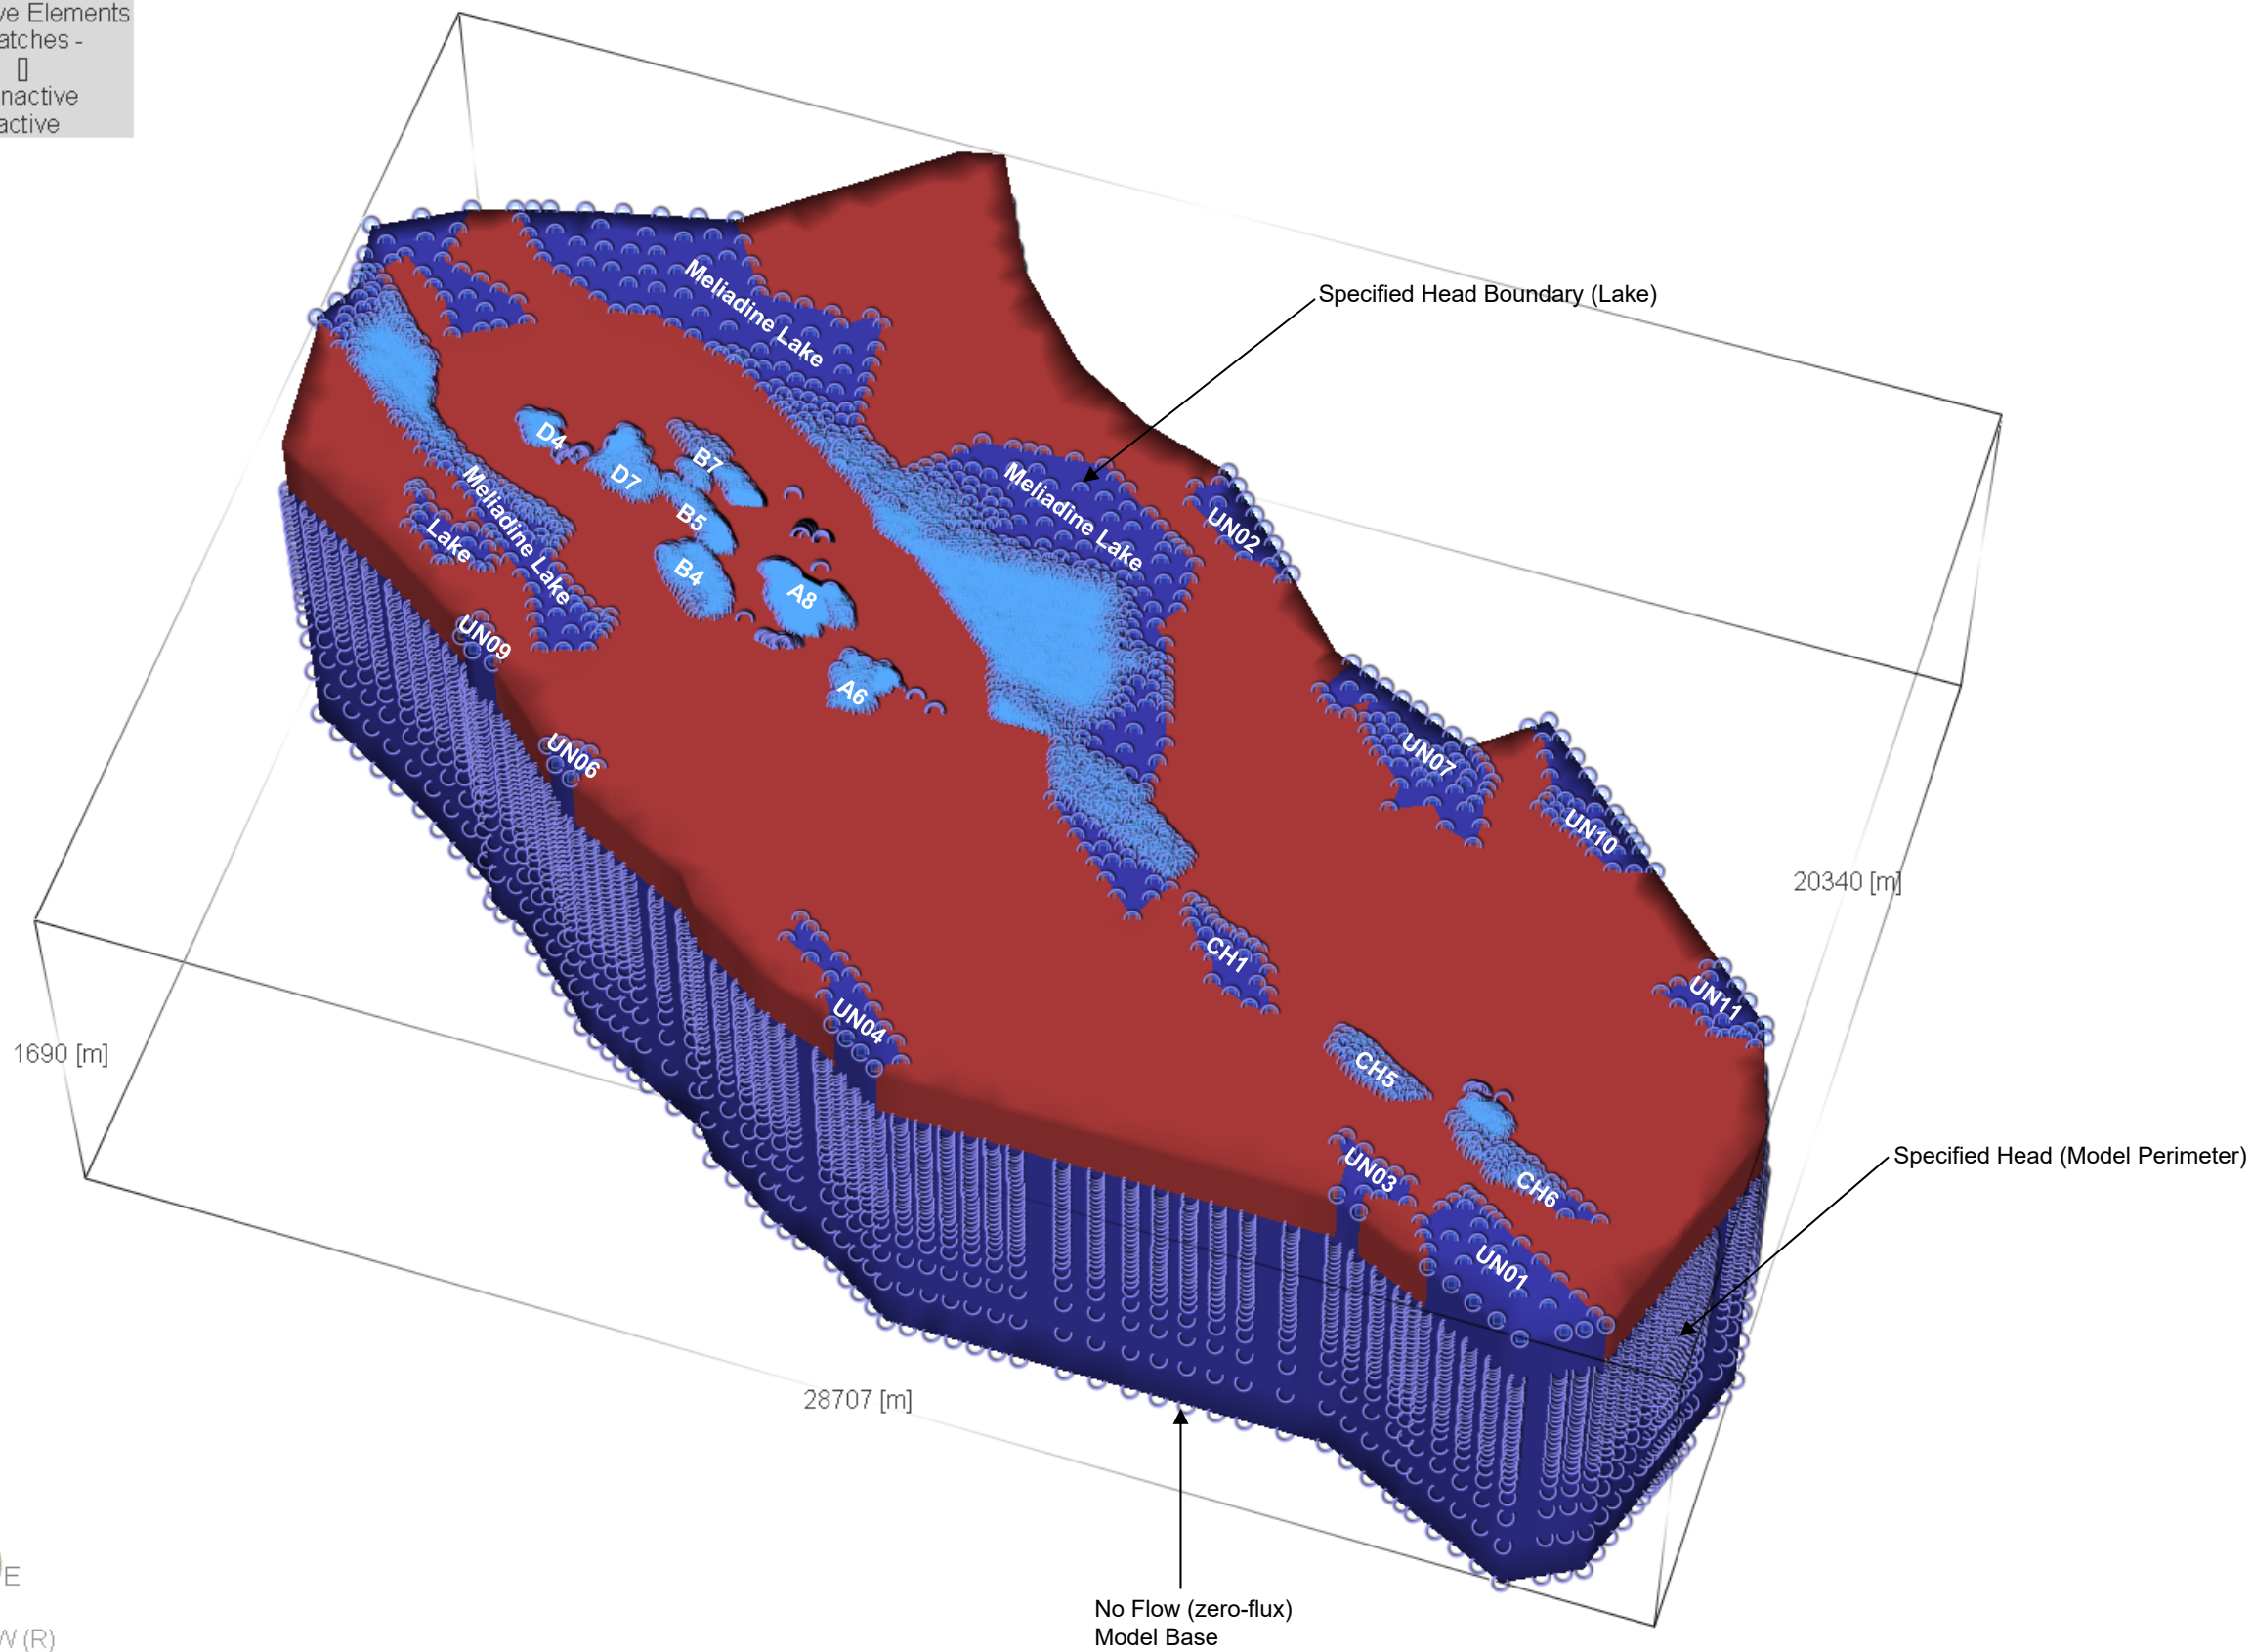 ve Elements
atches -
[]
nactive
active
Meliadine Lake
Specified Head Boundary (Lake)
D4
D7
B7
B5
B4
A8
A6
Meliadine Lake
Lake
Meliadine Lake
UN02
UN09
UN06
UN07
UN10
20340 [m]
CH1
UN11
UN04
1690 [m]
CH5
UN03
CH6
Specified Head (Model Perimeter)
UN01
28707 [m]
E
No Flow (zero-flux)
Model Base
W (R)